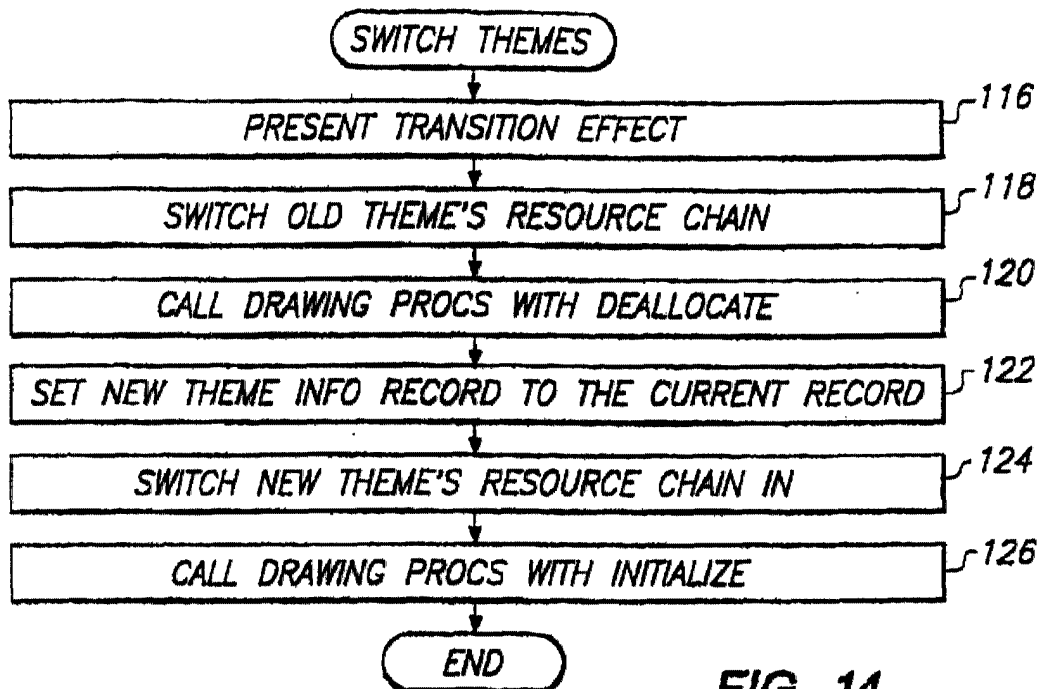 SWITCH THEMES
PRESENT TRANSITION EFFECT
116
SWITCH OLD THEME'S RESOURCE CHAIN
118
CALL DRAWING PROCS WITH DEALLOCATE
120
SET NEW THEME INFO RECORD TO THE CURRENT RECORD
122
SWITCH NEW THEME'S RESOURCE CHAIN IN
124
CALL DRAWING PROCS WITH INITIALIZE
126
END
FIG. 14